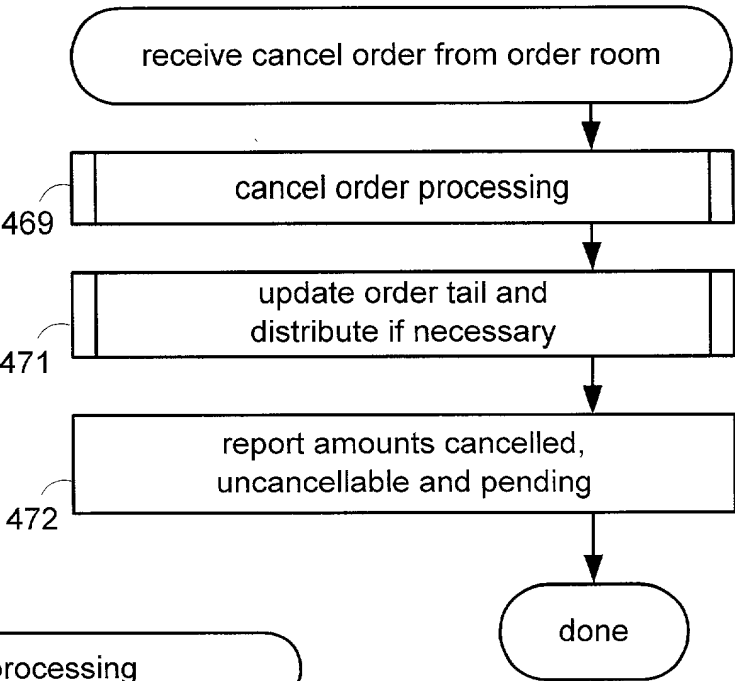 receive cancel order from order room
cancel order processing
469
update order tail and
distribute if necessary
471
report amounts cancelled,
uncancellable and pending
472
done
processing